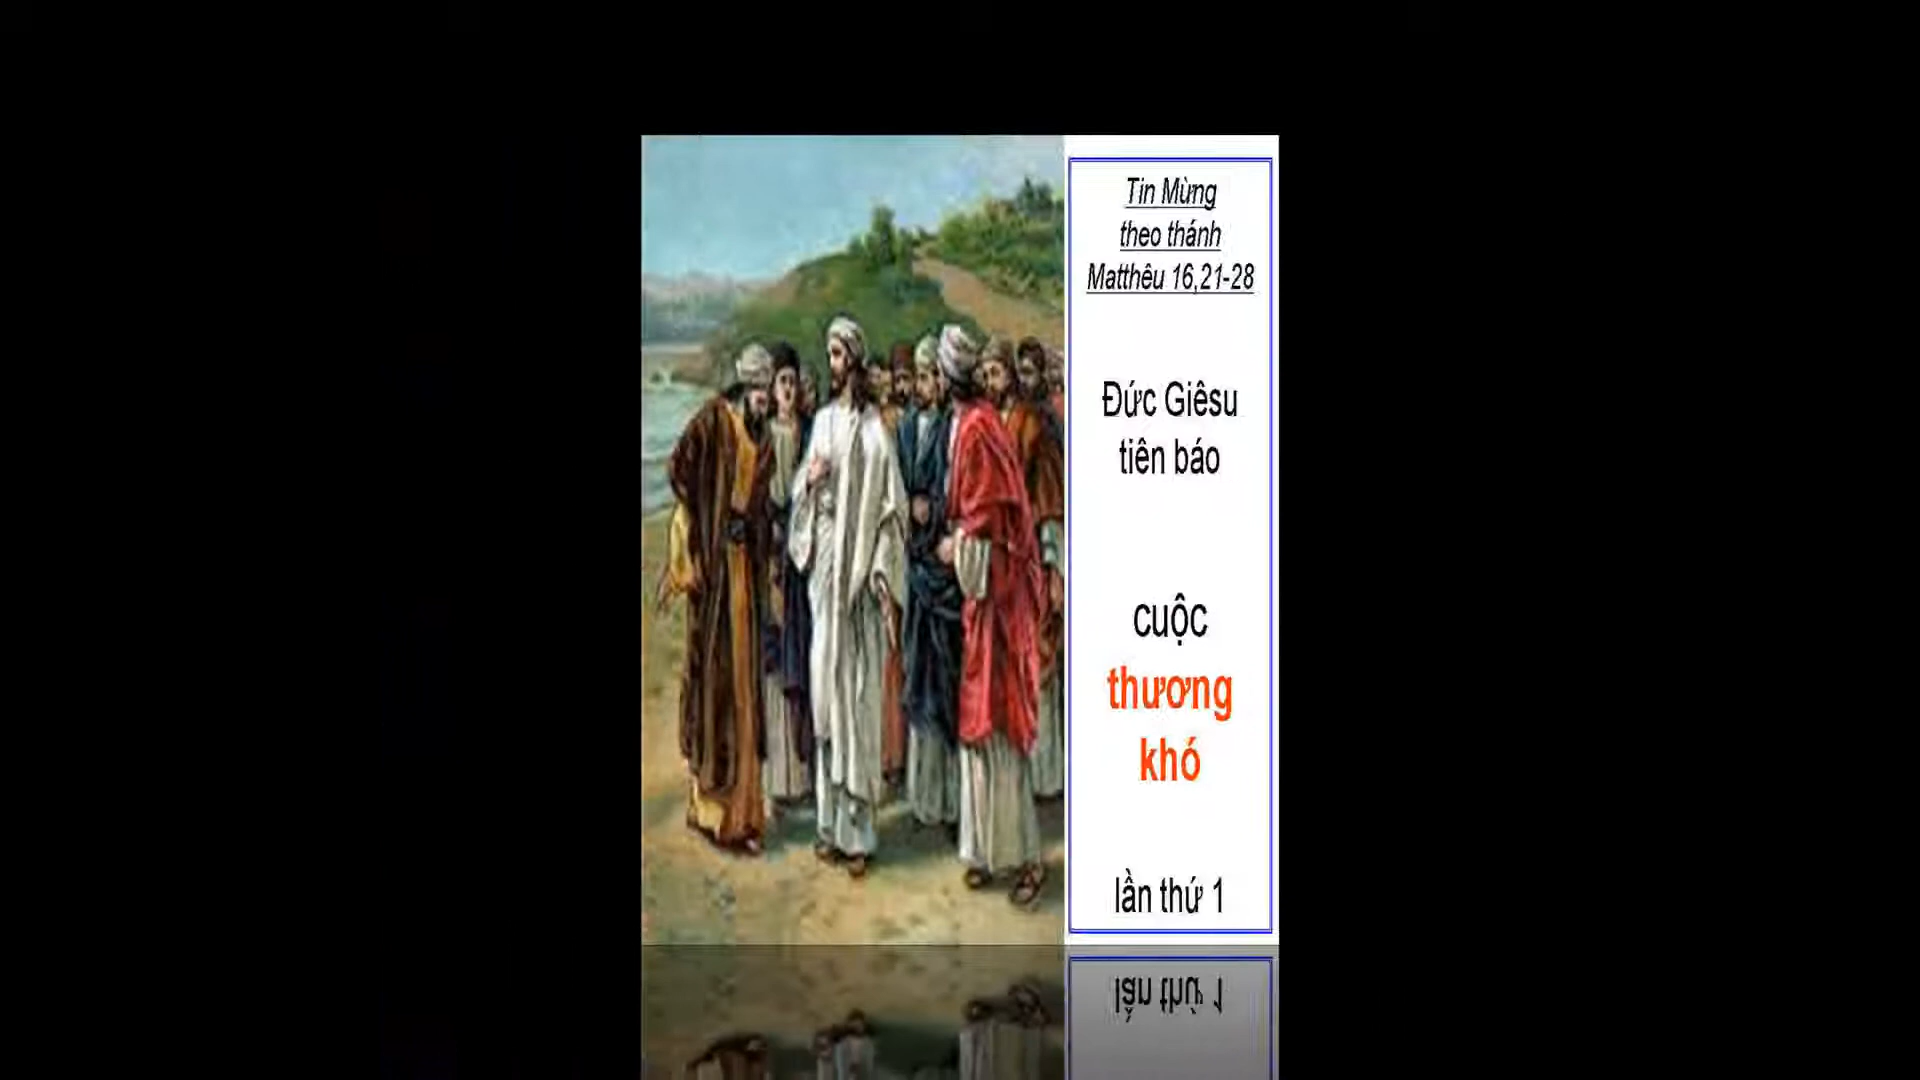 Tin Mừng
theo thánh
Matthêu 16,21-28
Đức Giêsu
tiên báo
cuộc
thương
khó
lần thứ 1